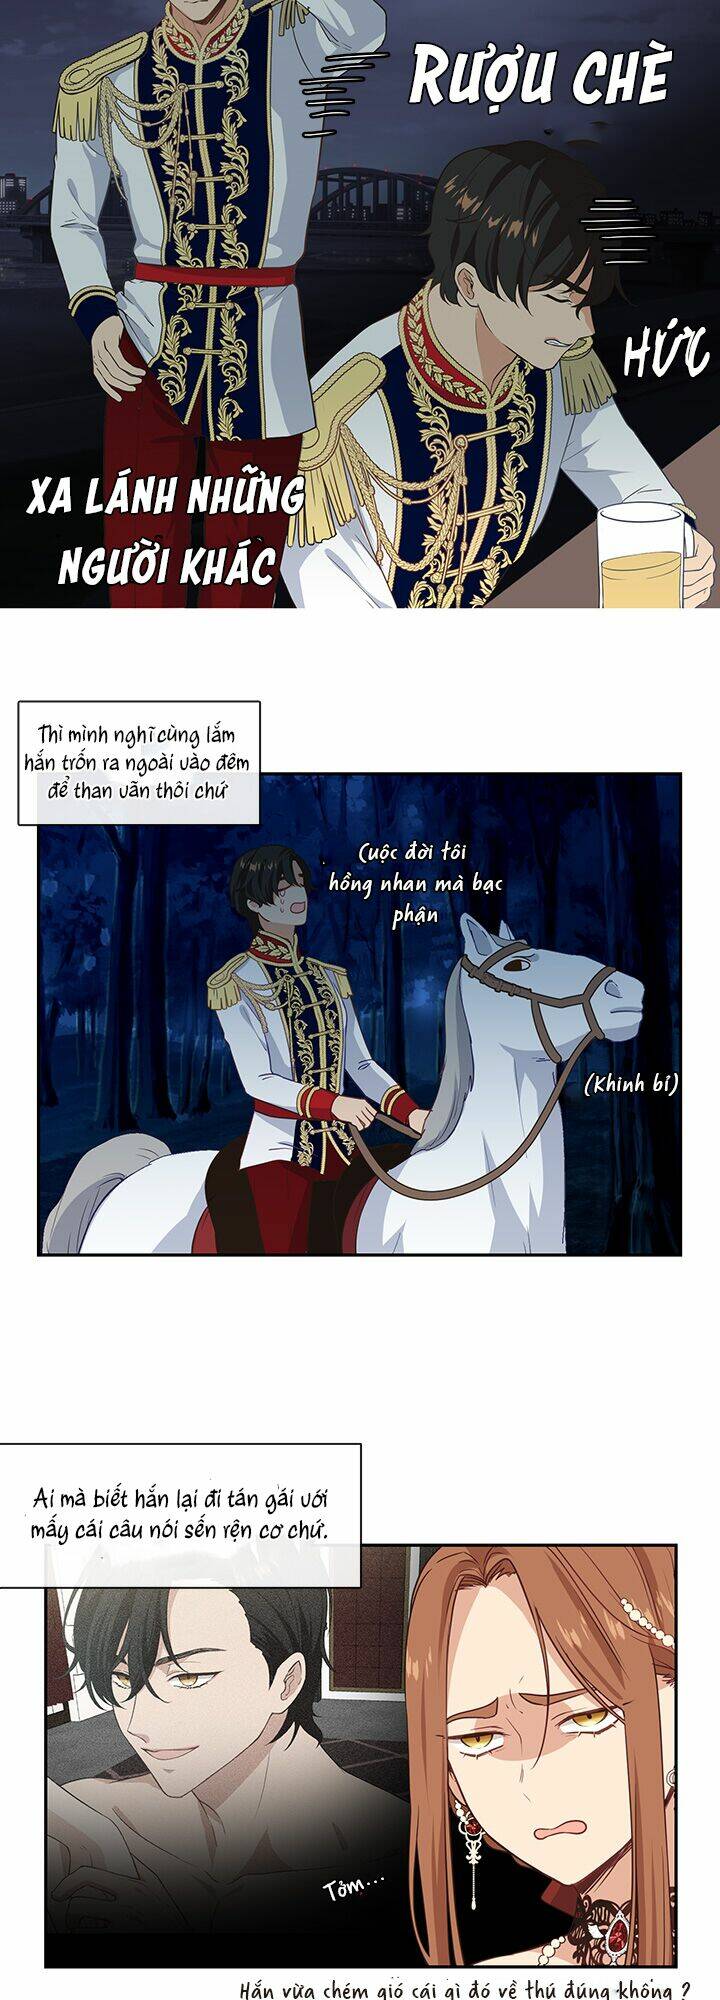 RƯỢU CHÈ
HỨC
XA LÁNH NHỮNG
NGƯỜI KHÁC
Thì mình nghĩ cùng lắm
hắn trốn ra ngoài vào đêm
để than vãn thôi chứ
Cuộc đời tôi
hồng nhan mà bạc
phận
(Khinh bỉ)
Ai mà biết hắn lại đi tán gái với
mấy cái câu nói sến rện cơ chứ.
Tởm...
Hắn vừa chém gió cái gì đó về thú đúng không ?